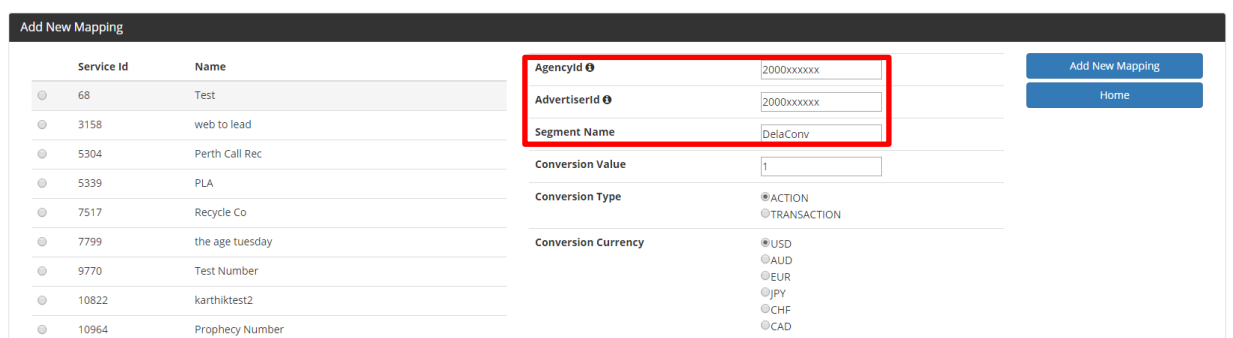 Add New Mapping
Service Id Name
68 Test
3158 web to lead
5304 Perth Call Rec
5339 PLA
7517 Recycle Co
7799 the age tuesday
9770 Test Number
10822 karthiktest2
10964 Prophecy Number
AgencyId 2000xxxxxx
AdvertiserId 2000xxxxxx
Segment Name DelaConv
Conversion Value 1
Conversion Type ACTION
TRANSACTION
Conversion Currency USD
AUD
EUR
JPY
CHF
CAD
Add New Mapping
Home